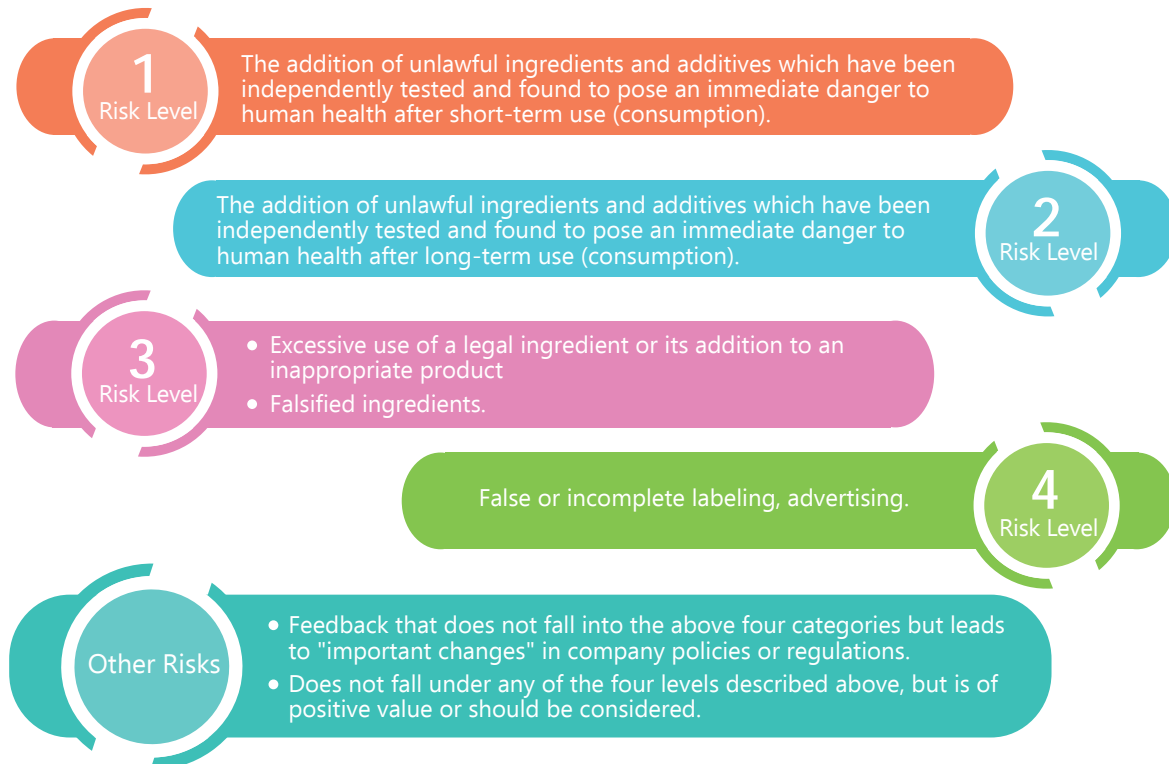 1
Risk Level
The addition of unlawful ingredients and additives which have been
independently tested and found to pose an immediate danger to
human health after short-term use (consumption).
The addition of unlawful ingredients and additives which have been
independently tested and found to pose an immediate danger to
human health after long-term use (consumption).
2
Risk Level
3
Risk Level
• Excessive use of a legal ingredient or its addition to an
inappropriate product
• Falsified ingredients.
False or incomplete labeling, advertising.
4
Risk Level
Other Risks
• Feedback that does not fall into the above four categories but leads
to "important changes" in company policies or regulations.
• Does not fall under any of the four levels described above, but is of
positive value or should be considered.